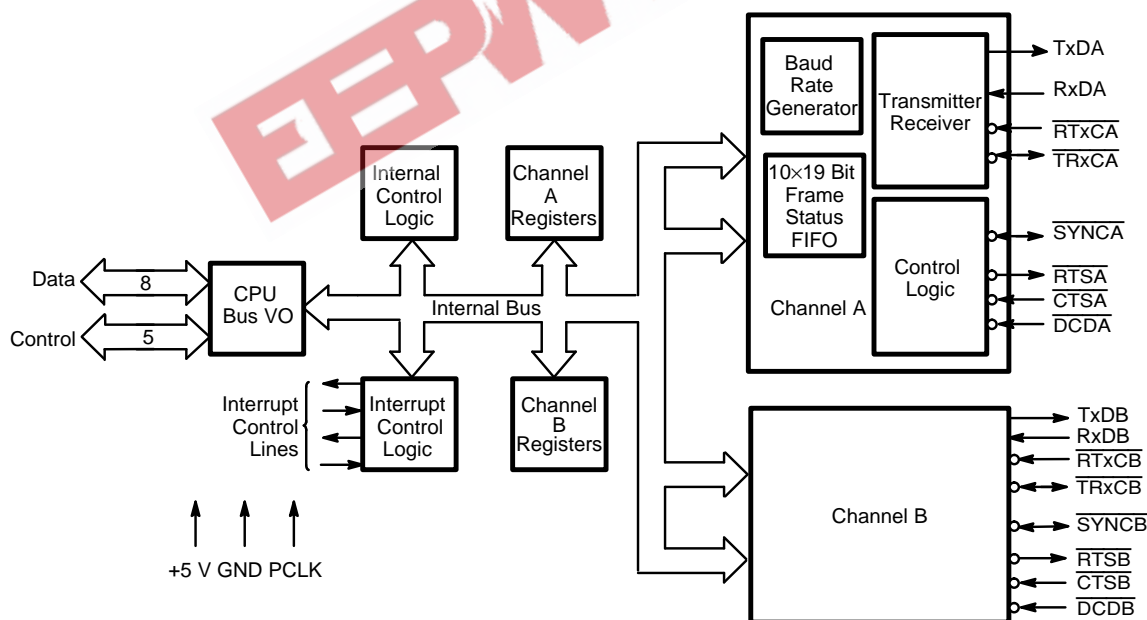 EEPW
Baud
Rate
Generator
Transmitter
Receiver
TxDA
RxDA
RTxCA
TRxCA
10×19 Bit
Frame
Status
FIFO
Control
Logic
Channel A
SYNCA
RTSA
CTSA
DCDA
Internal
Control
Logic
Channel
A
Registers
Data
8
Control
5
CPU
Bus VO
Internal Bus
Interrupt
Control
Lines
Interrupt
Control
Logic
Channel
B
Registers
Channel B
TxDB
RxDB
RTxCB
TRxCB
SYNCB
RTSB
CTSB
DCDB
+5 V GND PCLK